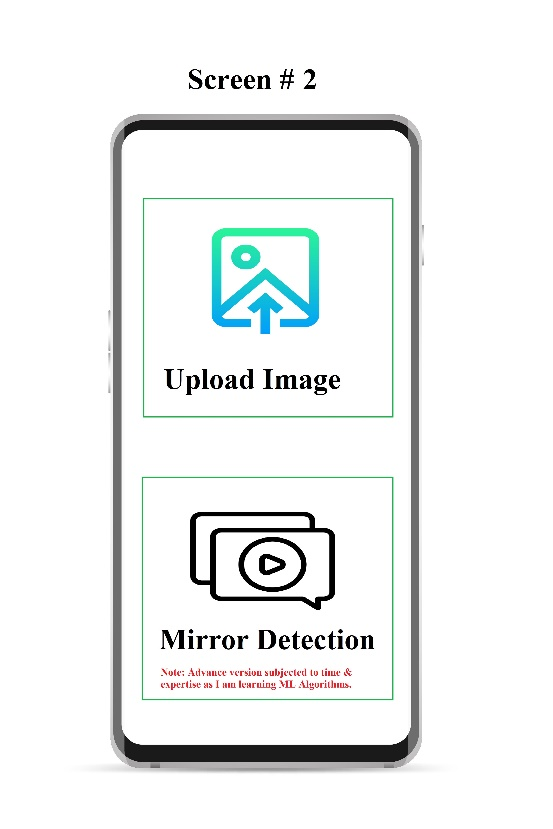 Screen # 2
Upload Image
Mirror Detection
Note: Advance version subjected to time &
expertise as I am learning ML Algorithms.